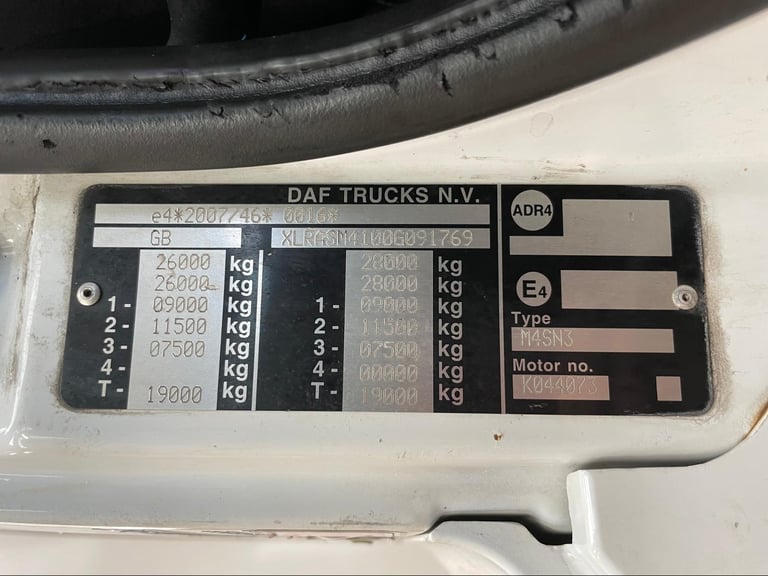 DAF TRUCKS N.V.
e4*2007/46* 0016*
GB XLRASM4100G091769
26000 kg 28000 kg
26000 kg 28000 kg
1- 09000 kg 1- 09000 kg
2- 11500 kg 2- 11500 kg
3- 07500 kg 3- 07500 kg
4- kg 4- 00000 kg
T- 19000 kg T- 19000 kg
ADR4
E4
Type
M4SN3
Motor no.
K044073